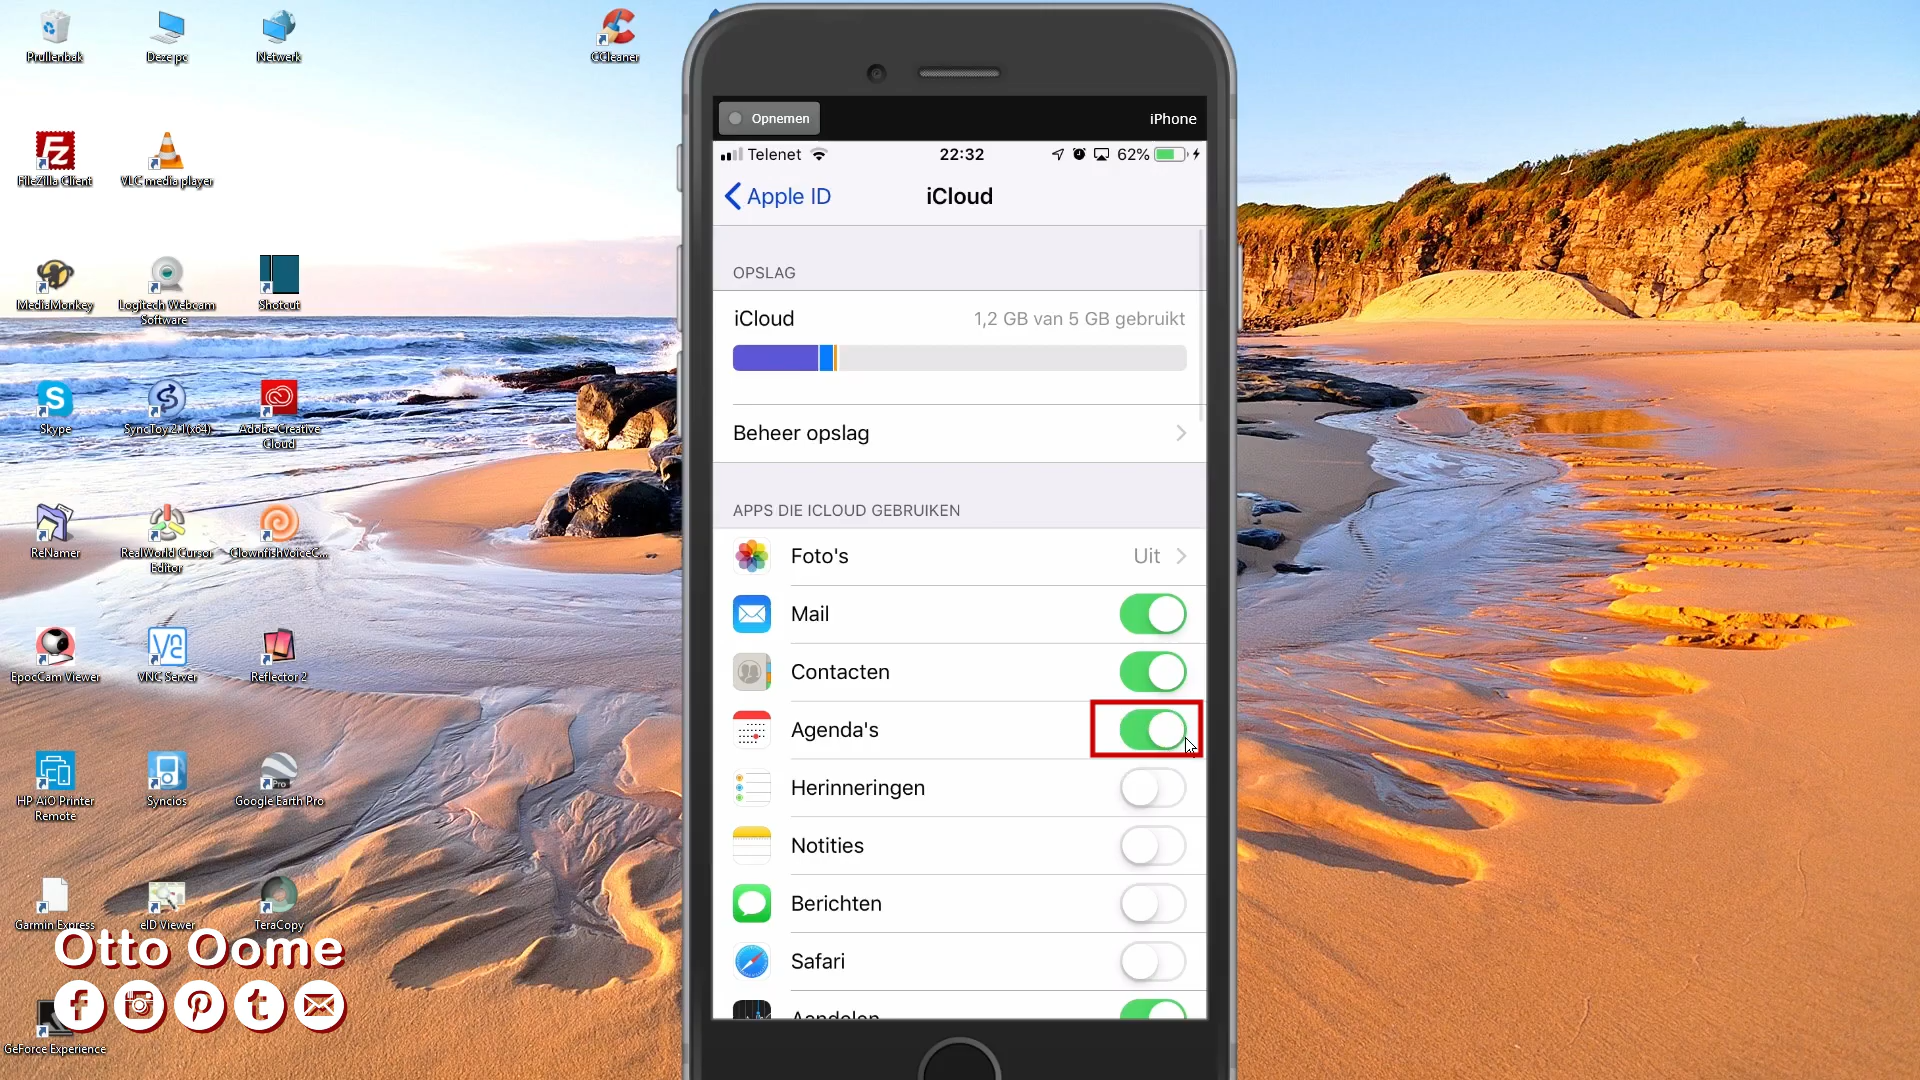 Prullenbak
Deze pc
Netwerk
CCleaner
FileZilla Client
VLC media player
MediaMonkey
Logitech Webcam
Software
Shotcut
Skype
SyncToy 2.1(x64)
Adobe Creative
Cloud
ReNamer
RealWorld Cursor
Editor
ClownfishVoiceC...
EpocCam Viewer
VNC Server
Reflector 2
HP AiO Printer
Remote
Syncios
Google Earth Pro
Garmin Express
eID Viewer
TeraCopy
Otto Oome
GeForce Experience
Opnemen
iPhone
Telenet
22:32
62%
Apple ID
iCloud
OPSLAG
iCloud
1,2 GB van 5 GB gebruikt
Beheer opslag
APPS DIE ICLOUD GEBRUIKEN
Foto's
Uit
Mail
Contacten
Agenda's
Herinneringen
Notities
Berichten
Safari
Aandelen